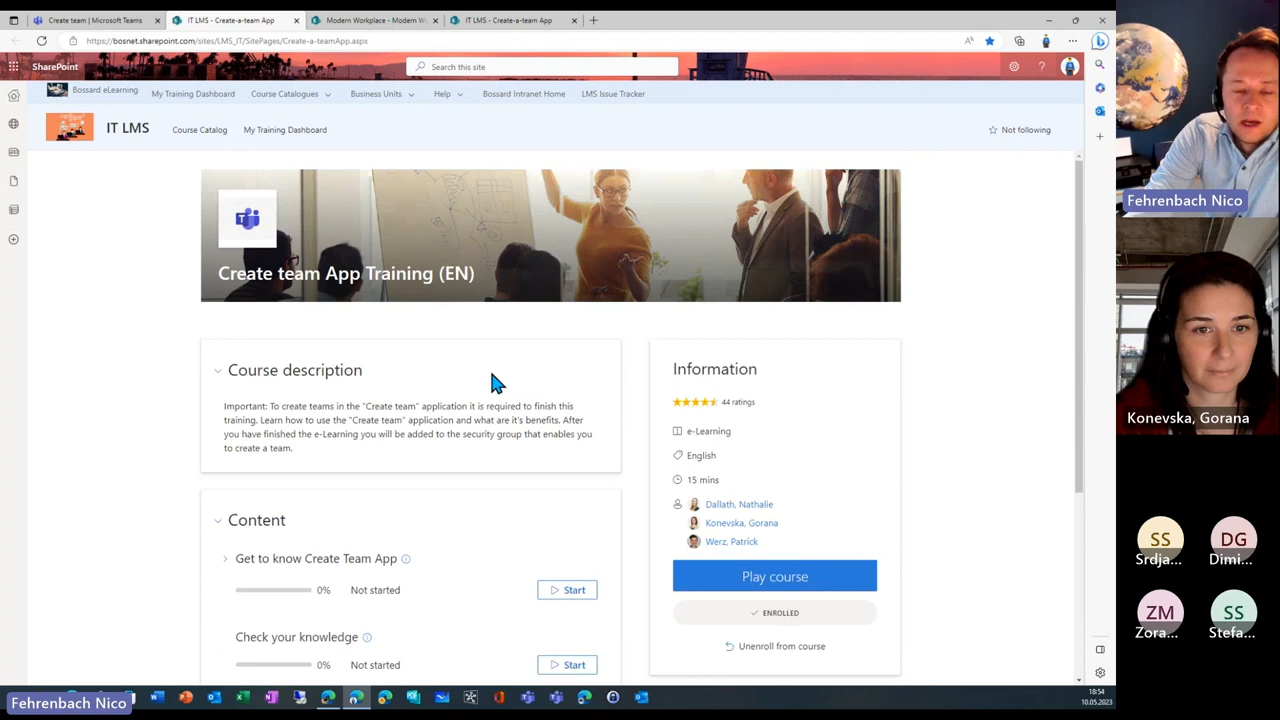 Create team | Microsoft Teams
IT LMS - Create-a-team App
Modern Workplace - Modern W
IT LMS - Create-a-team App
https://bosnet.sharepoint.com/sites/LMS_IT/SitePages/Create-a-teamApp.aspx
SharePoint
Search this site
Bossard eLearning
My Training Dashboard
Course Catalogues
Business Units
Help
Bossard Intranet Home
LMS Issue Tracker
IT LMS
Course Catalog
My Training Dashboard
Not following
Create team App Training (EN)
Course description
Important: To create teams in the "Create team" application it is required to finish this
training. Learn how to use the "Create team" application and what are it's benefits. After
you have finished the e-Learning you will be added to the security group that enables you
to create a team.
Content
Get to know Create Team App
0%
Not started
Start
Check your knowledge
0%
Not started
Start
Information
44 ratings
e-Learning
English
15 mins
Dallath, Nathalie
Konevska, Gorana
Werz, Patrick
Play course
ENROLLED
Unenroll from course
Fehrenbach Nico
Konevska, Gorana
SS
Srdja...
DG
Dimi...
ZM
Zora...
SS
Stefa...
Fehrenbach Nico
18:54
10.05.2023